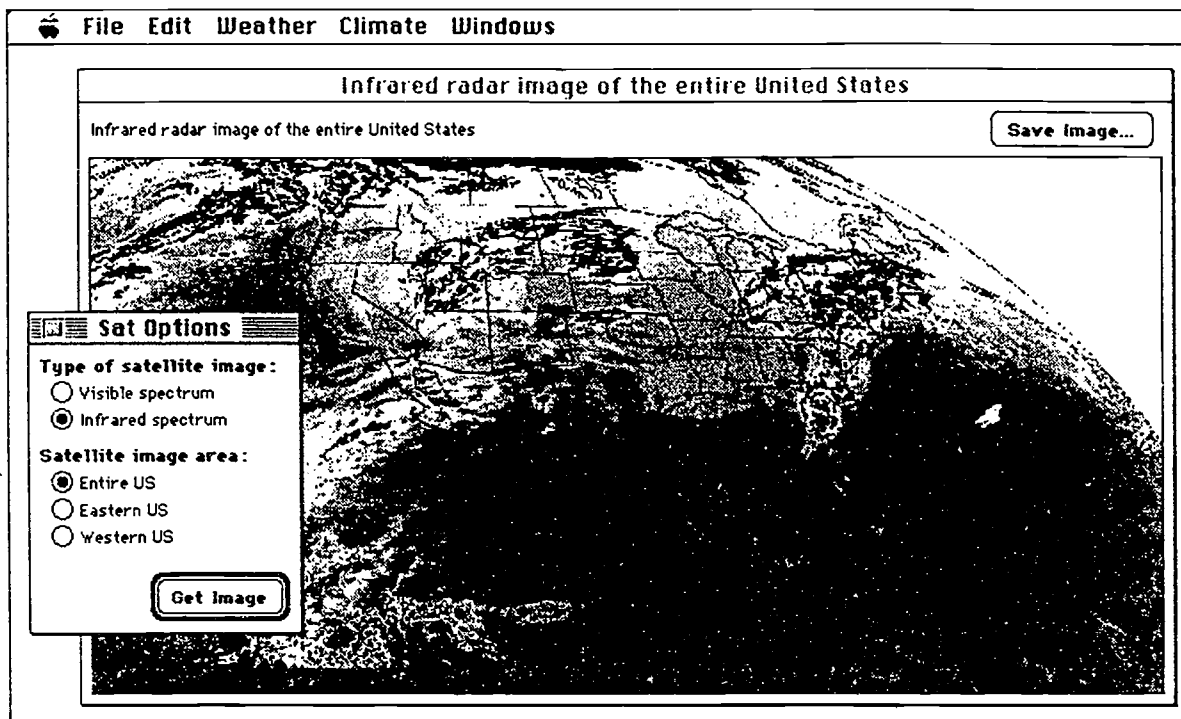 File Edit Weather Climate Windows
Infrared radar image of the entire United States
Infrared radar image of the entire United States
Save Image...
Sat Options
Type of satellite image:
Visible spectrum
Infrared spectrum
Satellite image area:
Entire US
Eastern US
Western US
Get Image